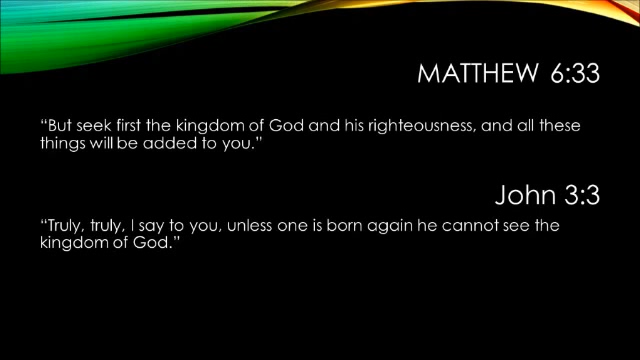 MATTHEW 6:33
“But seek first the kingdom of God and his righteousness, and all these
things will be added to you.”
John 3:3
“Truly, truly, I say to you, unless one is born again he cannot see the
kingdom of God.”